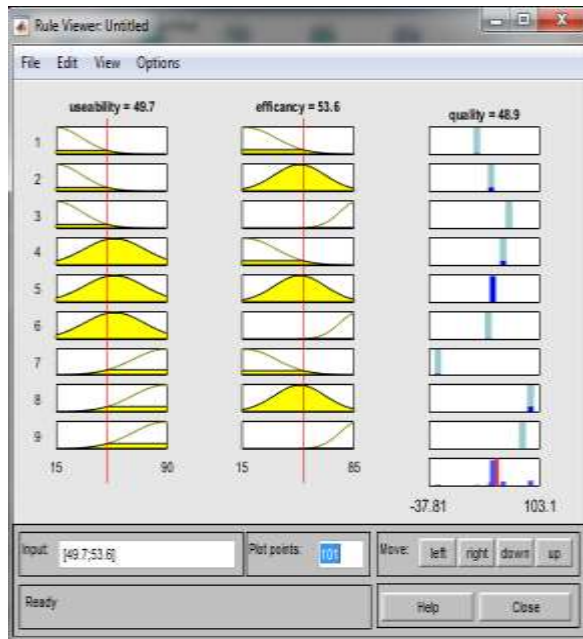 Rule Viewer: Untitled
File Edit View Options
useability = 49.7 efficancy = 53.6 quality = 48.9
1
2
3
4
5
6
7
8
9
15 90 15 85
-37.81 103.1
Input: [49.7;53.6] Plot points: 101 Move: left right down up
Ready Help Close